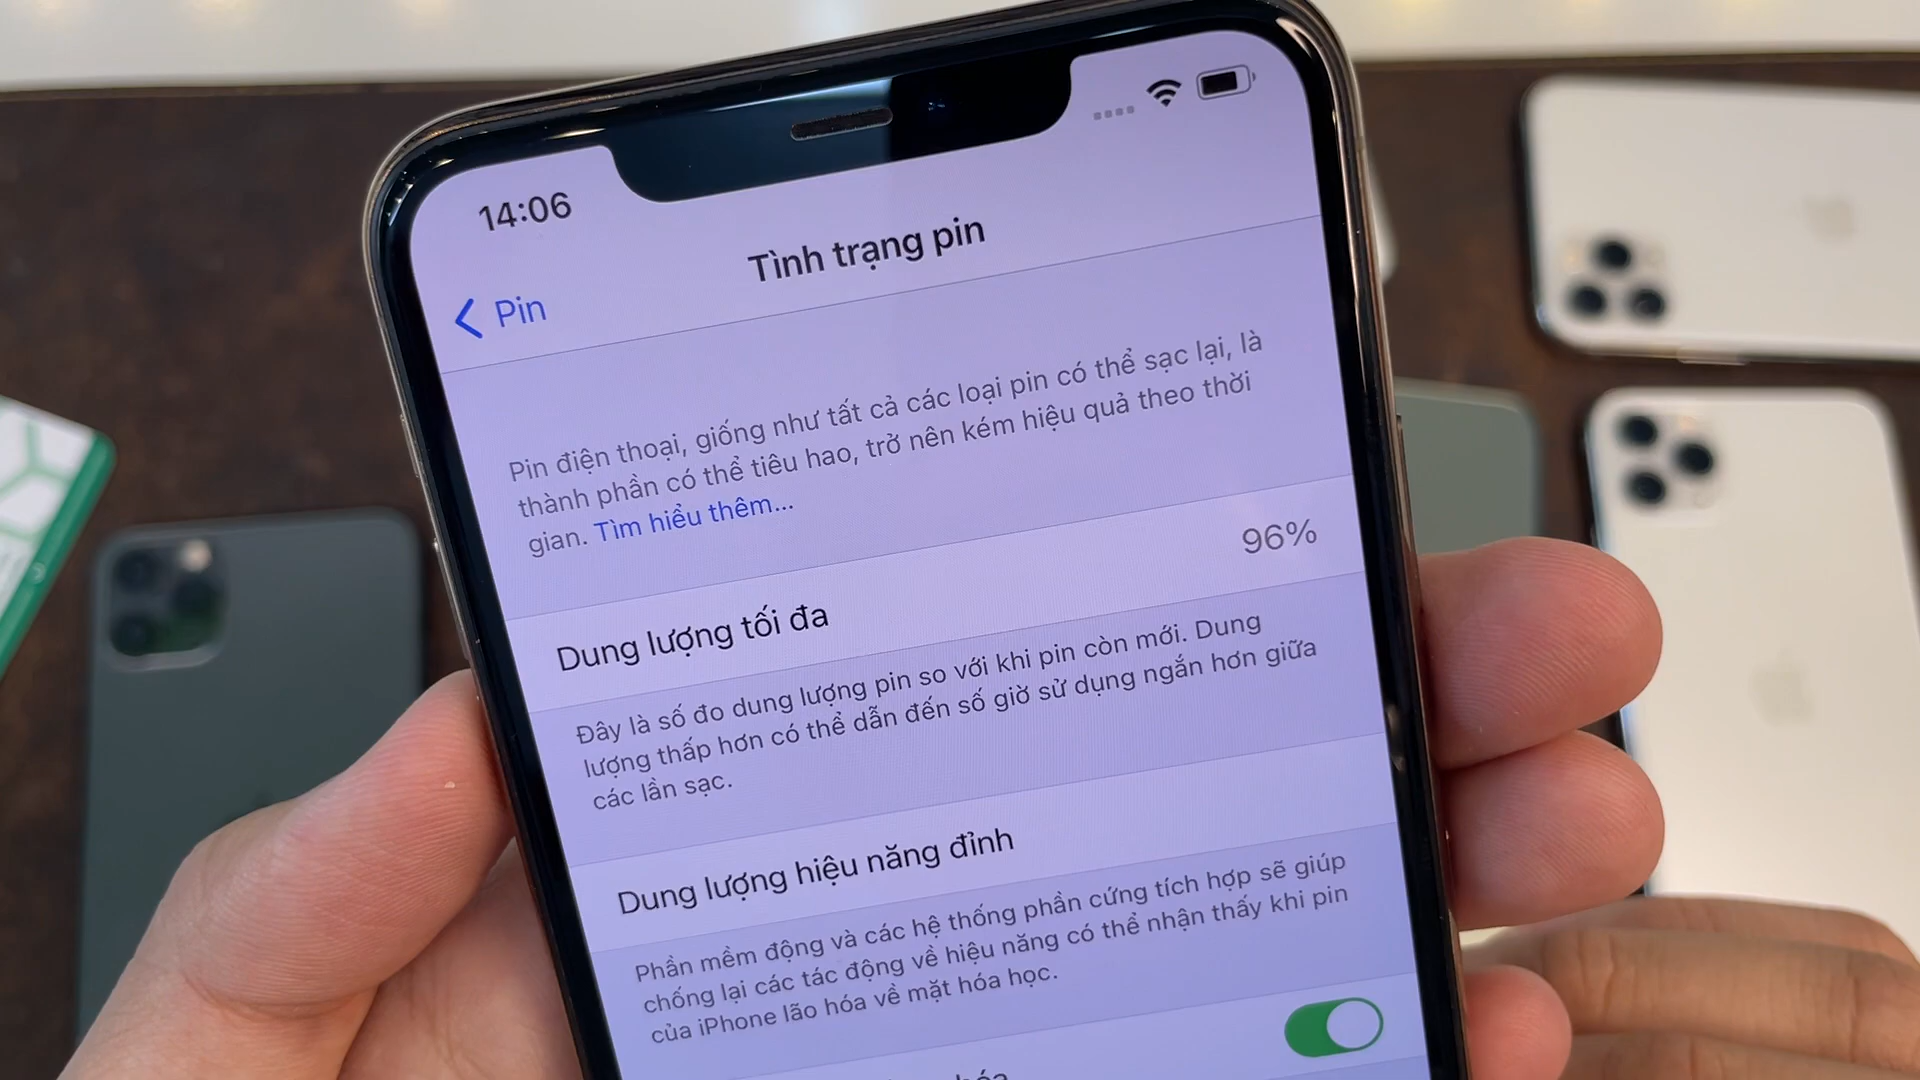 14:06
Tình trạng pin
Pin
Pin điện thoại, giống như tất cả các loại pin có thể sạc lại, là
thành phần có thể tiêu hao, trở nên kém hiệu quả theo thời
gian. Tìm hiểu thêm...
Dung lượng tối đa 96%
Đây là số đo dung lượng pin so với khi pin còn mới. Dung
lượng thấp hơn có thể dẫn đến số giờ sử dụng ngắn hơn giữa
các lần sạc.
Dung lượng hiệu năng đỉnh
Phần mềm động và các hệ thống phần cứng tích hợp sẽ giúp
chống lại các tác động về hiệu năng có thể nhận thấy khi pin
của iPhone lão hóa về mặt hóa học.